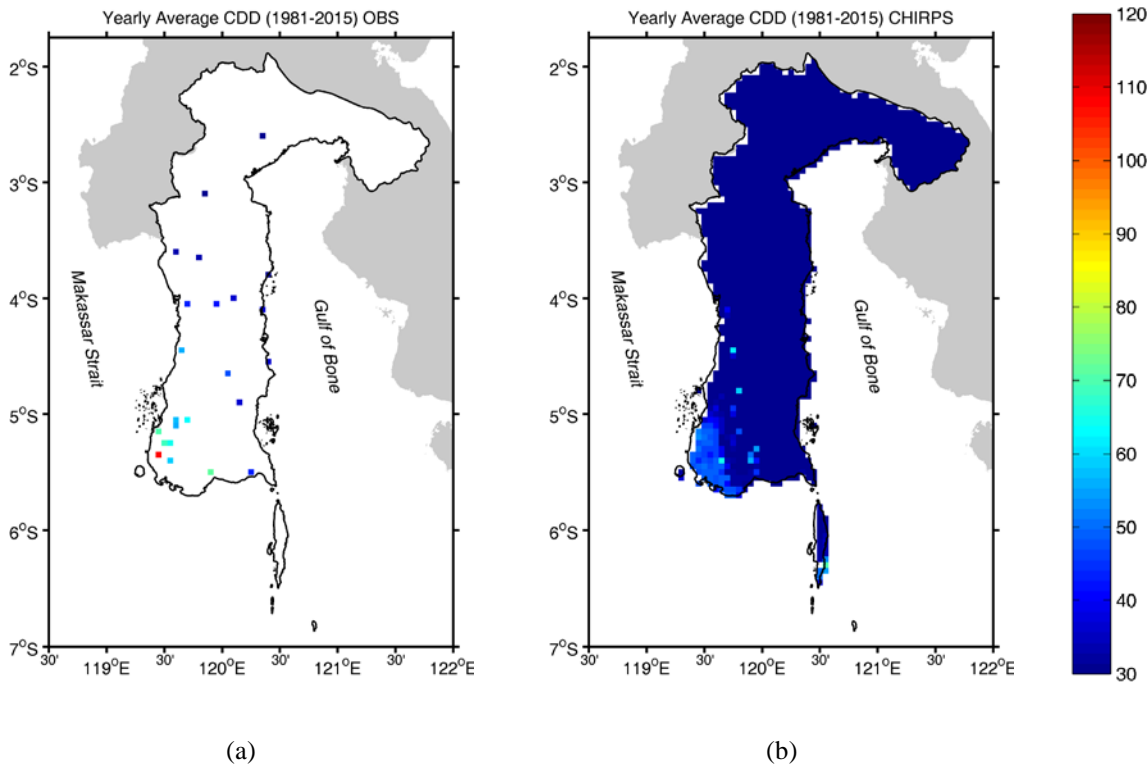 Yearly Average CDD (1981-2015) OBS
2°S
3°S
4°S
5°S
6°S
7°S
Makassar Strait
Gulf of Bone
30' 119°E 30' 120°E 30' 121°E 30' 122°E
(a)
Yearly Average CDD (1981-2015) CHIRPS
2°S
3°S
4°S
5°S
6°S
7°S
Makassar Strait
Gulf of Bone
30' 119°E 30' 120°E 30' 121°E 30' 122°E
(b)
120
110
100
90
80
70
60
50
40
30